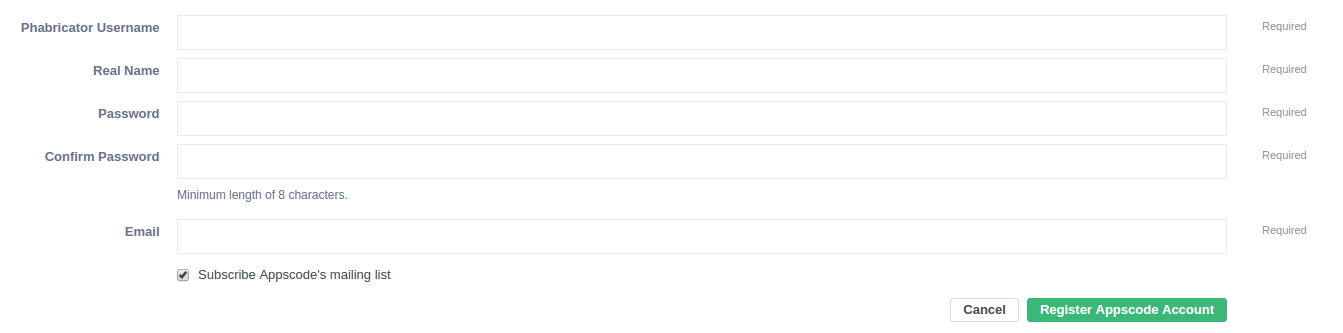 Phabricator Username Required
Real Name Required
Password Required
Confirm Password Required
Minimum length of 8 characters.
Email Required
Subscribe Appscode's mailing list
Cancel Register Appscode Account